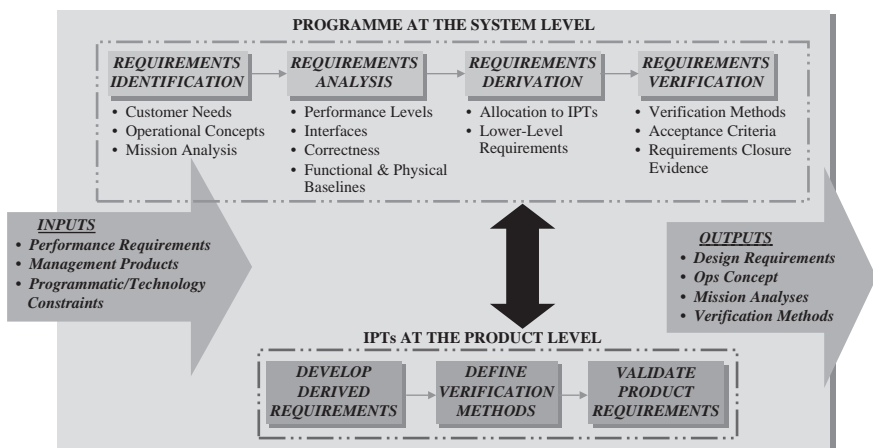 PROGRAMME AT THE SYSTEM LEVEL
REQUIREMENTS
IDENTIFICATION
• Customer Needs
• Operational Concepts
• Mission Analysis
REQUIREMENTS
ANALYSIS
• Performance Levels
• Interfaces
• Correctness
• Functional & Physical
Baselines
REQUIREMENTS
DERIVATION
• Allocation to IPTs
• Lower-Level
Requirements
REQUIREMENTS
VERIFICATION
• Verification Methods
• Acceptance Criteria
• Requirements Closure
Evidence
INPUTS
• Performance Requirements
• Management Products
• Programmatic/Technology
Constraints
OUTPUTS
• Design Requirements
• Ops Concept
• Mission Analyses
• Verification Methods
IPTs AT THE PRODUCT LEVEL
DEVELOP
DERIVED
REQUIREMENTS
DEFINE
VERIFICATION
METHODS
VALIDATE
PRODUCT
REQUIREMENTS